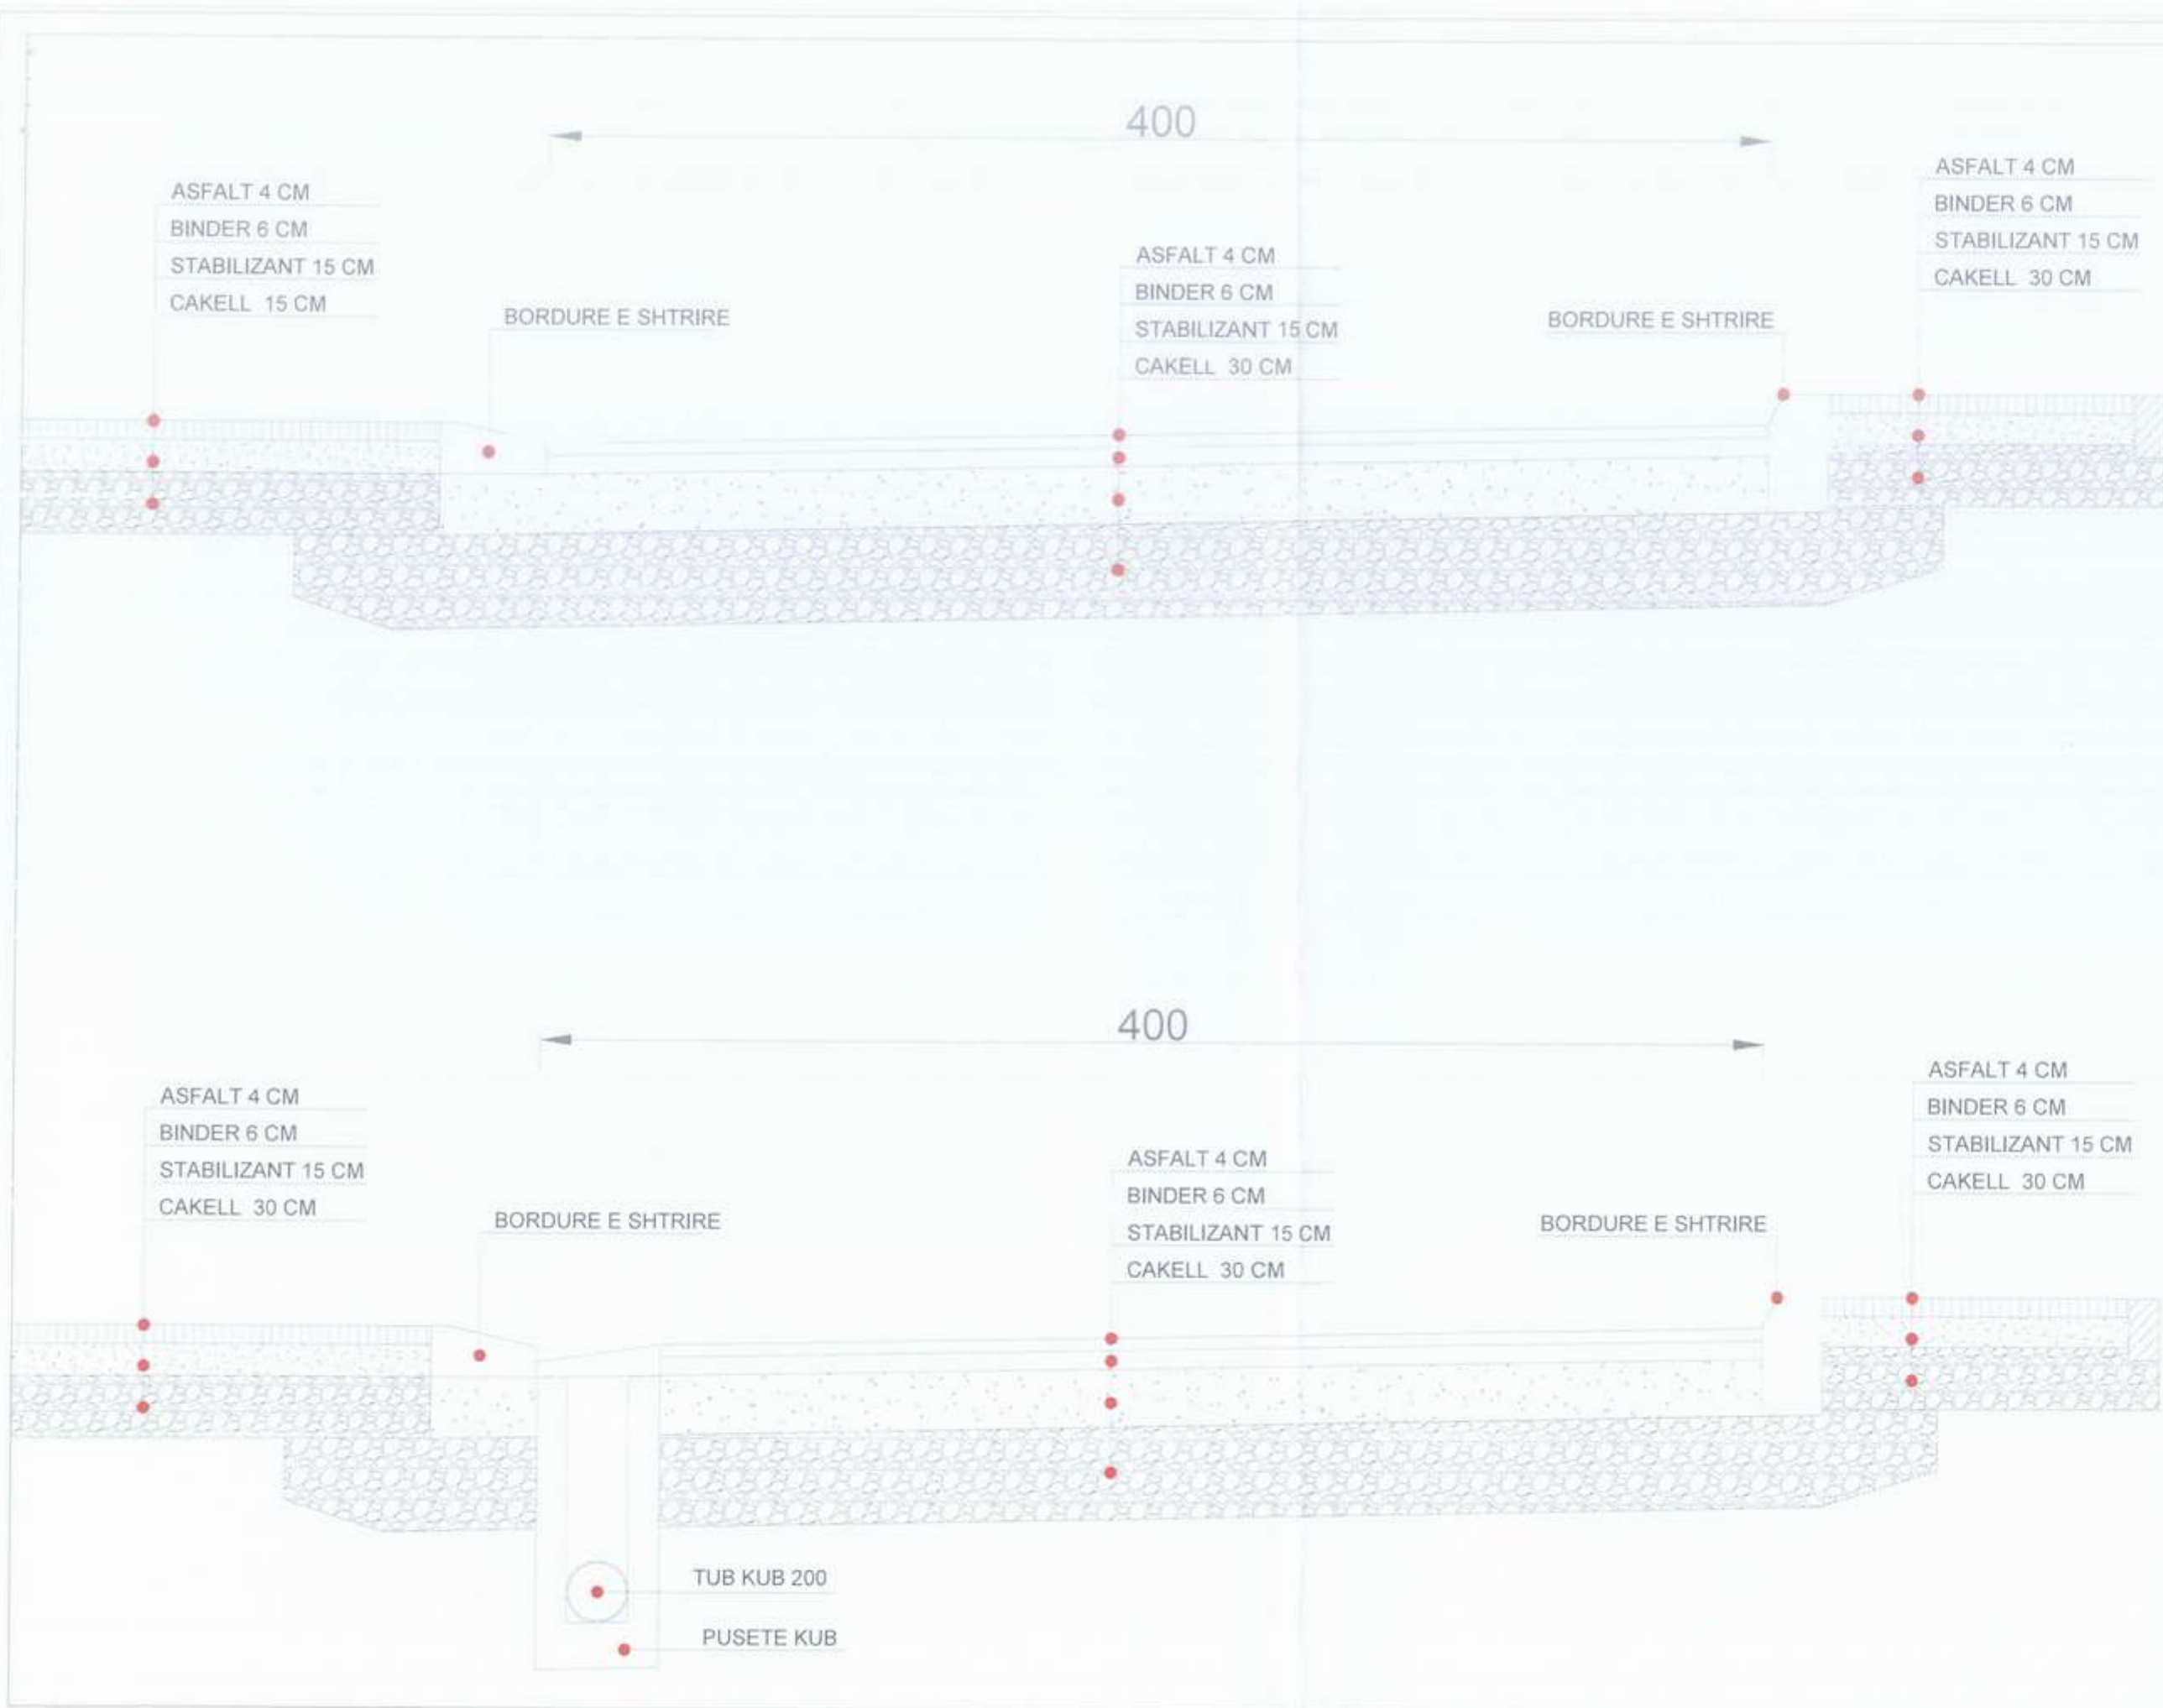 400
ASFALT 4 CM
BINDER 6 CM
STABILIZANT 15 CM
CAKELL 15 CM
BORDURE E SHTRIRE
ASFALT 4 CM
BINDER 6 CM
STABILIZANT 15 CM
CAKELL 30 CM
BORDURE E SHTRIRE
ASFALT 4 CM
BINDER 6 CM
STABILIZANT 15 CM
CAKELL 30 CM
400
ASFALT 4 CM
BINDER 6 CM
STABILIZANT 15 CM
CAKELL 30 CM
BORDURE E SHTRIRE
ASFALT 4 CM
BINDER 6 CM
STABILIZANT 15 CM
CAKELL 30 CM
BORDURE E SHTRIRE
ASFALT 4 CM
BINDER 6 CM
STABILIZANT 15 CM
CAKELL 30 CM
TUB KUB 200
PUSETE KUB